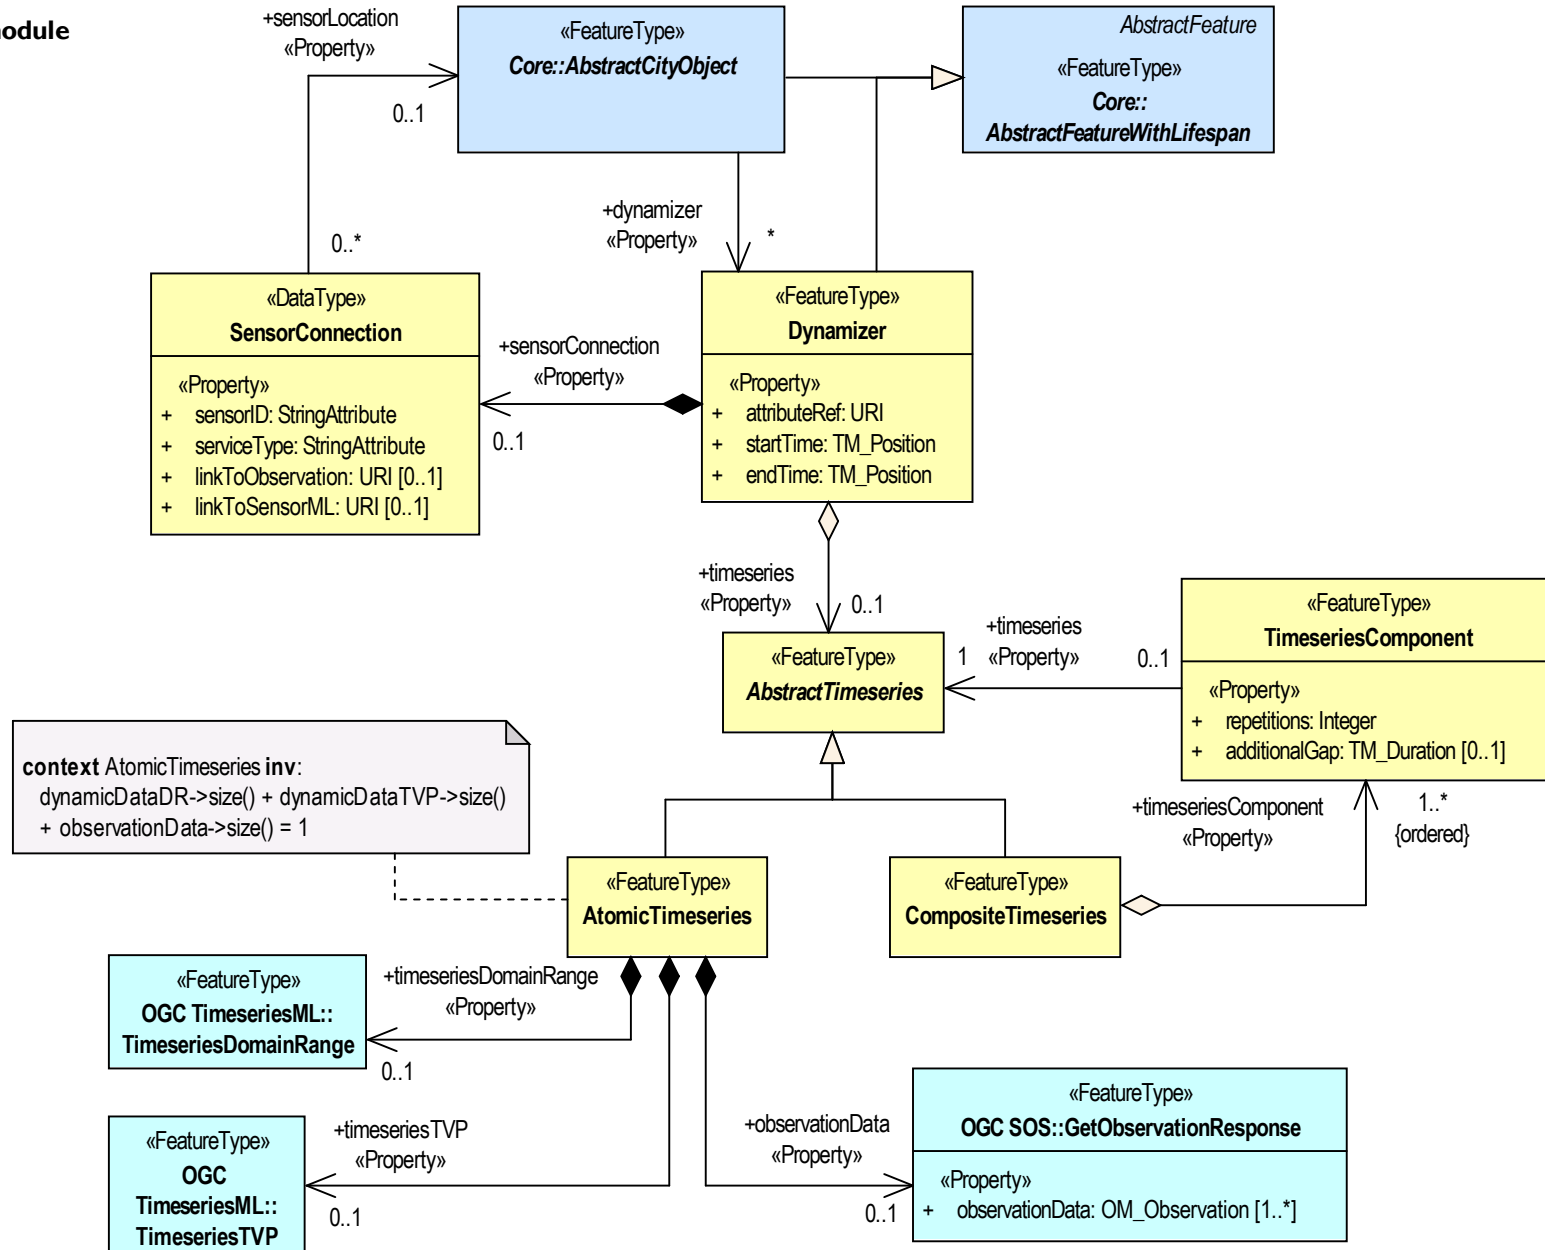 odule
+sensorLocation
«Property»
0..1
0..*
«FeatureType»
Core::AbstractCityObject
AbstractFeature
«FeatureType»
Core::
AbstractFeatureWithLifespan
+dynamizer
«Property»
*
«DataType»
SensorConnection
«Property»
+ sensorID: StringAttribute
+ serviceType: StringAttribute
+ linkToObservation: URI [0..1]
+ linkToSensorML: URI [0..1]
+sensorConnection
«Property»
0..1
«FeatureType»
Dynamizer
«Property»
+ attributeRef: URI
+ startTime: TM_Position
+ endTime: TM_Position
+timeseries
«Property»
0..1
«FeatureType»
AbstractTimeseries
+timeseries
1 «Property»
0..1
«FeatureType»
TimeseriesComponent
«Property»
+ repetitions: Integer
+ additionalGap: TM_Duration [0..1]
context AtomicTimeseries inv:
dynamicDataDR->size() + dynamicDataTVP->size()
+ observationData->size() = 1
+timeseriesComponent
«Property»
1..*
{ordered}
«FeatureType»
AtomicTimeseries
«FeatureType»
CompositeTimeseries
«FeatureType»
OGC TimeseriesML::
TimeseriesDomainRange
+timeseriesDomainRange
«Property»
0..1
«FeatureType»
OGC
TimeseriesML::
TimeseriesTVP
+timeseriesTVP
«Property»
0..1
+observationData
«Property»
0..1
«FeatureType»
OGC SOS::GetObservationResponse
«Property»
+ observationData: OM_Observation [1..*]